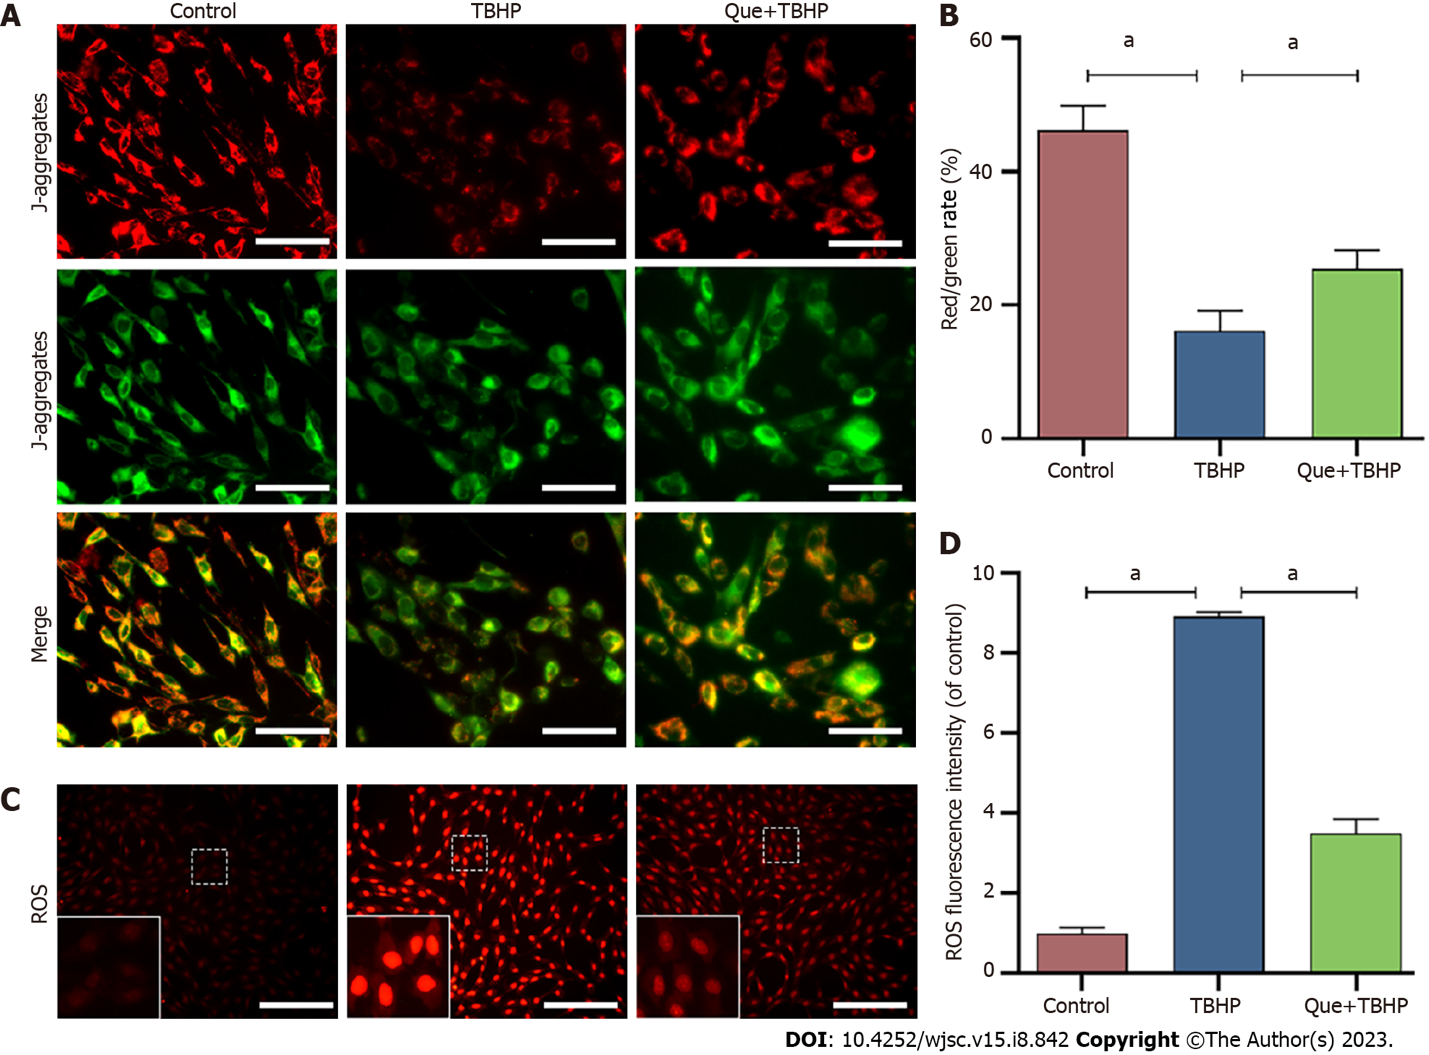 A
Control
TBHP
Que+TBHP
J-aggregates
J-aggregates
Merge
B
60
40
20
0
Red/green rate (%)
a
a
Control
TBHP
Que+TBHP
C
ROS
D
10
8
6
4
2
0
ROS fluorescence intensity (of control)
a
a
Control
TBHP
Que+TBHP
DOI: 10.4252/wjsc.v15.i8.842 Copyright ©The Author(s) 2023.